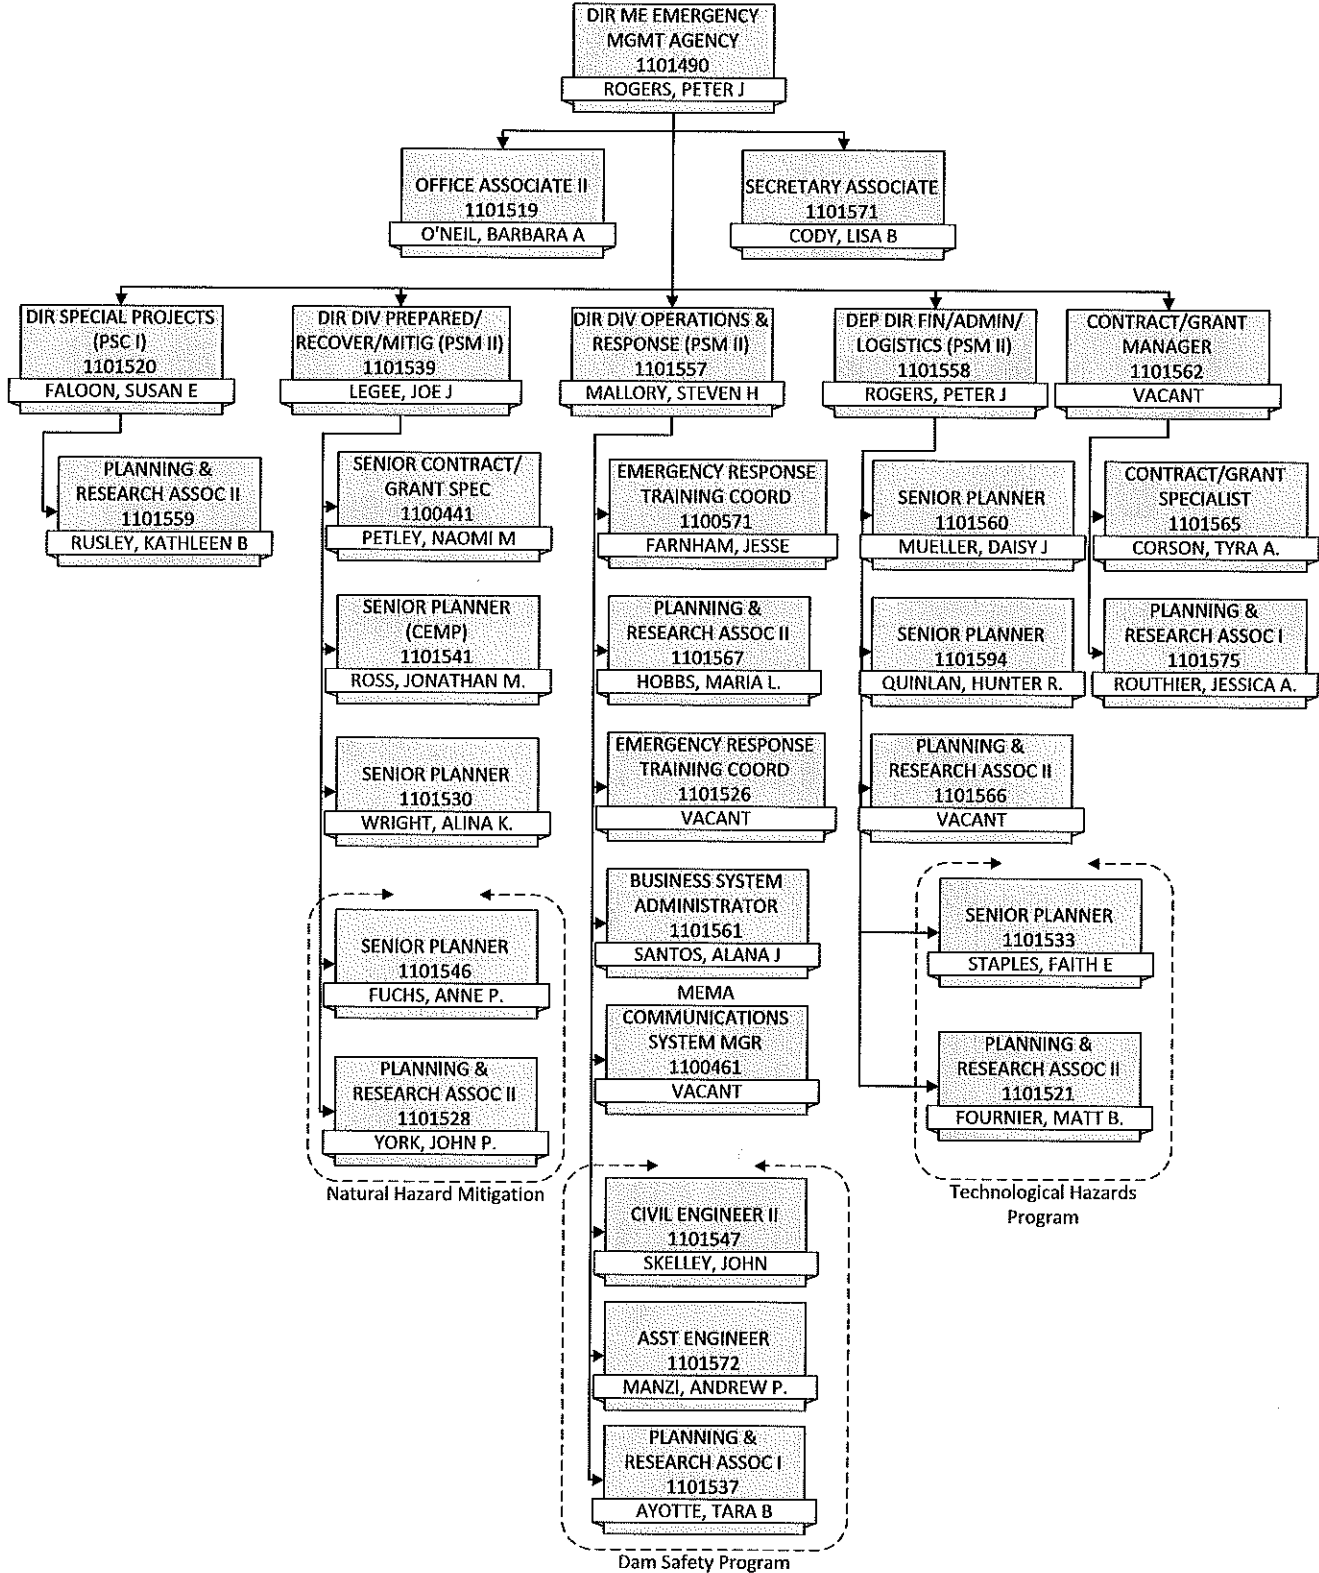 DIR ME EMERGENCY
MGMT AGENCY
1101490
ROGERS, PETER J
OFFICE ASSOCIATE II
1101519
O'NEIL, BARBARA A
SECRETARY ASSOCIATE
1101571
CODY, LISA B
DIR SPECIAL PROJECTS
(PSC I)
1101520
FALOON, SUSAN E
DIR DIV PREPARED/
RECOVER/MITIG (PSM II)
1101539
LEGEE, JOE J
DIR DIV OPERATIONS &
RESPONSE (PSM II)
1101557
MALLORY, STEVEN H
DEP DIR FIN/ADMIN/
LOGISTICS (PSM II)
1101558
ROGERS, PETER J
CONTRACT/GRANT
MANAGER
1101562
VACANT
PLANNING &
RESEARCH ASSOC II
1101559
RUSLEY, KATHLEEN B
SENIOR CONTRACT/
GRANT SPEC
1100441
PETLEY, NAOMI M
SENIOR PLANNER
(CEMP)
1101541
ROSS, JONATHAN M.
SENIOR PLANNER
1101530
WRIGHT, ALINA K.
SENIOR PLANNER
1101546
FUCHS, ANNE P.
PLANNING &
RESEARCH ASSOC II
1101528
YORK, JOHN P.
Natural Hazard Mitigation
EMERGENCY RESPONSE
TRAINING COORD
1100571
FARNHAM, JESSE
PLANNING &
RESEARCH ASSOC II
1101567
HOBBS, MARIA L.
EMERGENCY RESPONSE
TRAINING COORD
1101526
VACANT
BUSINESS SYSTEM
ADMINISTRATOR
1101561
SANTOS, ALANA J
MEMA
COMMUNICATIONS
SYSTEM MGR
1100461
VACANT
CIVIL ENGINEER II
1101547
SKELLEY, JOHN
ASST ENGINEER
1101572
MANZI, ANDREW P.
PLANNING &
RESEARCH ASSOC I
1101537
AYOTTE, TARA B
Dam Safety Program
SENIOR PLANNER
1101560
MUELLER, DAISY J
SENIOR PLANNER
1101594
QUINLAN, HUNTER R.
PLANNING &
RESEARCH ASSOC II
1101566
VACANT
SENIOR PLANNER
1101533
STAPLES, FAITH E
PLANNING &
RESEARCH ASSOC II
1101521
FOURNIER, MATT B.
Technological Hazards
Program
CONTRACT/GRANT
SPECIALIST
1101565
CORSON, TYRA A.
PLANNING &
RESEARCH ASSOC I
1101575
ROUTHIER, JESSICA A.